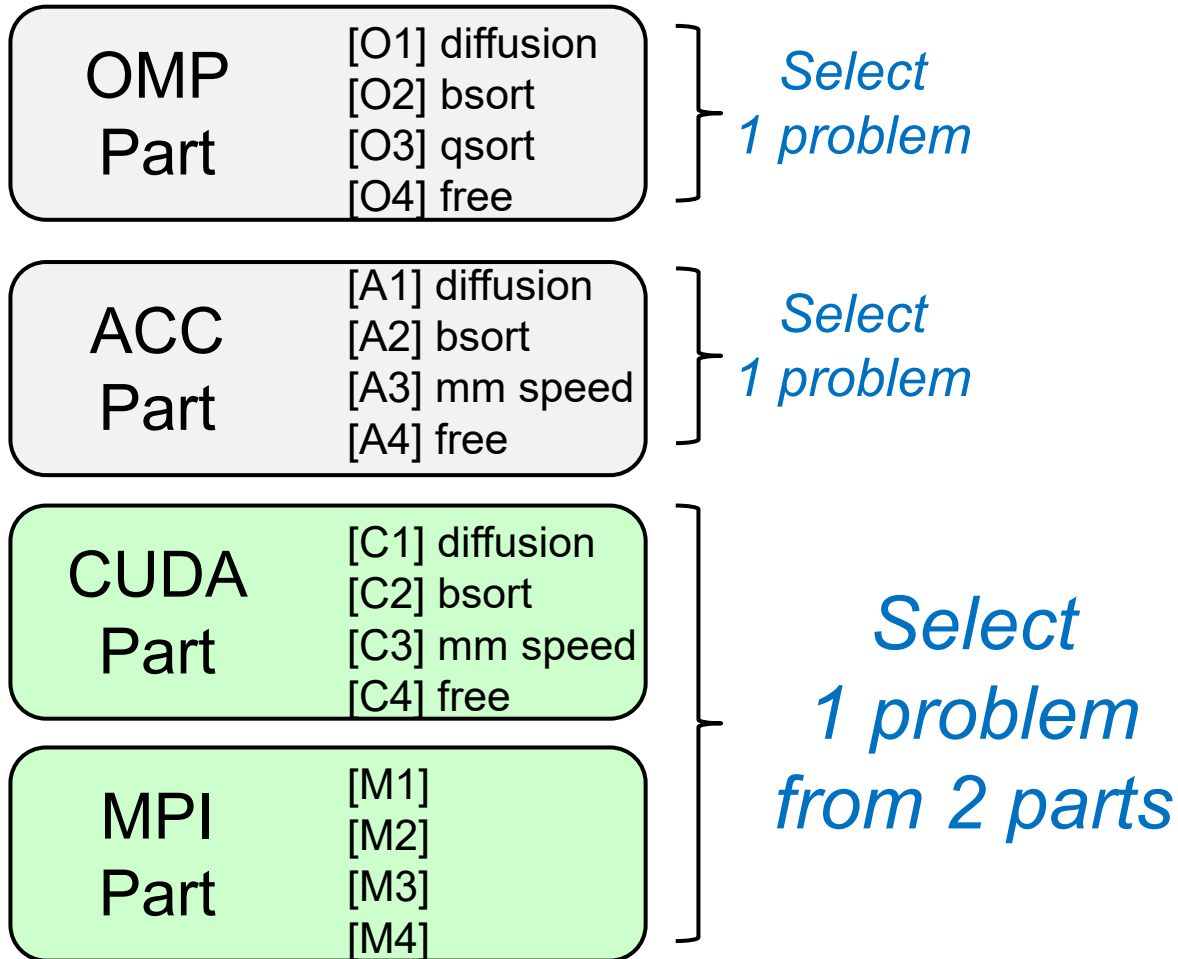 OMP
Part
[O1] diffusion
[O2] bsort
[O3] qsort
[O4] free
Select
1 problem
ACC
Part
[A1] diffusion
[A2] bsort
[A3] mm speed
[A4] free
Select
1 problem
CUDA
Part
[C1] diffusion
[C2] bsort
[C3] mm speed
[C4] free
MPI
Part
[M1]
[M2]
[M3]
[M4]
Select
1 problem
from 2 parts